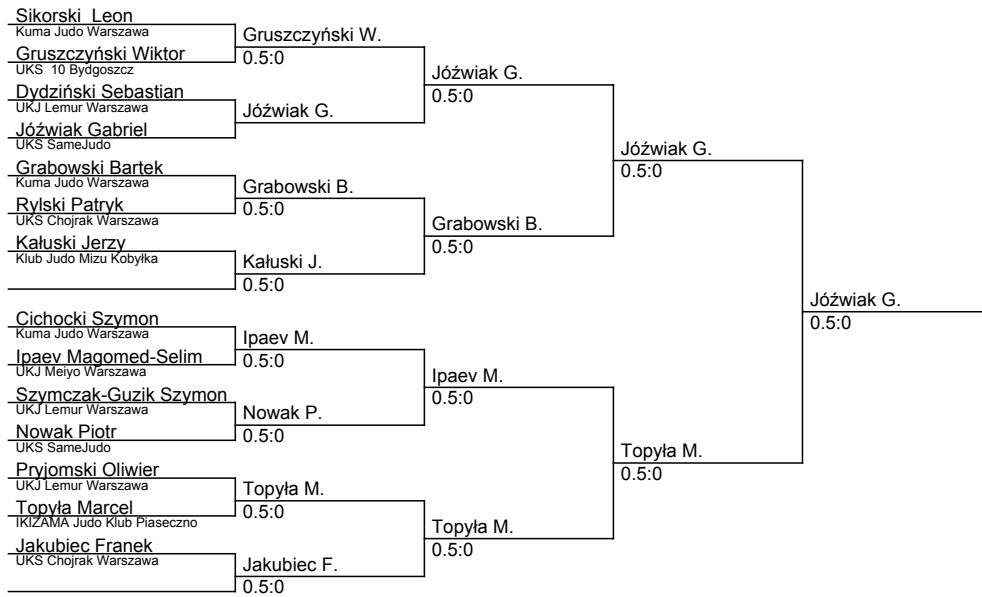 Sikorski Leon
Kuma Judo Warszawa
Gruszczyński Wiktor
UKS 10 Bydgoszcz
Dydziński Sebastian
UKJ Lemur Warszawa
Jóźwiak Gabriel
UKS SameJudo
Grabowski Bartek
Kuma Judo Warszawa
Rylski Patryk
UKS Chojrak Warszawa
Kałuski Jerzy
Klub Judo Mizu Kobyłka
Cichocki Szymon
Kuma Judo Warszawa
Ipaev Magomed-Selim
UKJ Meiyo Warszawa
Szymczak-Guzik Szymon
UKJ Lemur Warszawa
Nowak Piotr
UKS SameJudo
Pryjomski Oliwier
UKJ Lemur Warszawa
Topyła Marcel
IKIZAMA Judo Klub Piaseczno
Jakubiec Franek
UKS Chojrak Warszawa
Gruszczyński W.
0.5:0
Jóźwiak G.
Grabowski B.
0.5:0
Kałuski J.
0.5:0
Ipaev M.
0.5:0
Nowak P.
0.5:0
Topyła M.
0.5:0
Jakubiec F.
0.5:0
Jóźwiak G.
0.5:0
Grabowski B.
0.5:0
Ipaev M.
0.5:0
Topyła M.
0.5:0
Jóźwiak G.
0.5:0
Topyła M.
0.5:0
Jóźwiak G.
0.5:0